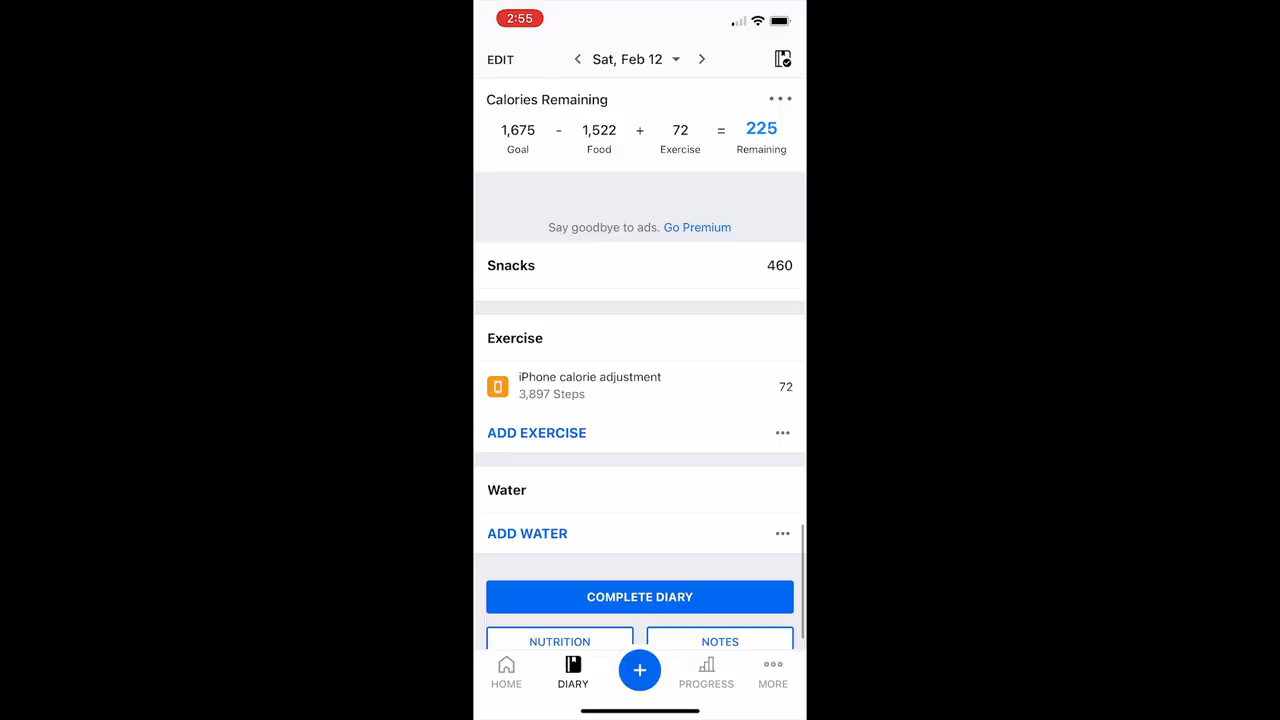 2:55
EDIT
Sat, Feb 12
Calories Remaining
1,675 - 1,522 + 72 = 225
Goal Food Exercise Remaining
Say goodbye to ads. Go Premium
Snacks 460
Exercise
iPhone calorie adjustment 72
3,897 Steps
ADD EXERCISE
Water
ADD WATER
COMPLETE DIARY
NUTRITION NOTES
HOME DIARY + PROGRESS MORE